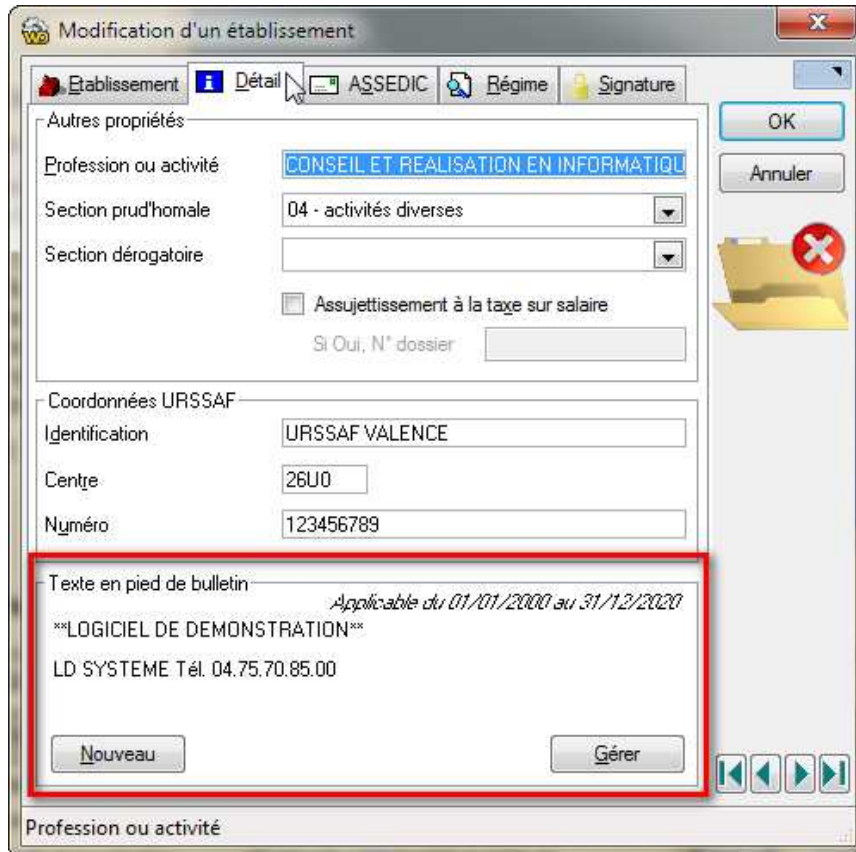 Modification d'un établissement
Etablissement Détail ASSEDIC Régime Signature
Autres propriétés
OK
Profession ou activité CONSEIL ET REALISATION EN INFORMATIQU
Annuler
Section prud'homale 04 - activités diverses
Section dérogatoire
Assujettissement à la taxe sur salaire
Si Oui, N° dossier
Coordonnées URSSAF
Identification URSSAF VALENCE
Centre 26U0
Numéro 123456789
Texte en pied de bulletin
Applicable du 01/01/2000 au 31/12/2020
**LOGICIEL DE DEMONSTRATION**
LD SYSTEME Tél. 04.75.70.85.00
Nouveau Gérer
Profession ou activité